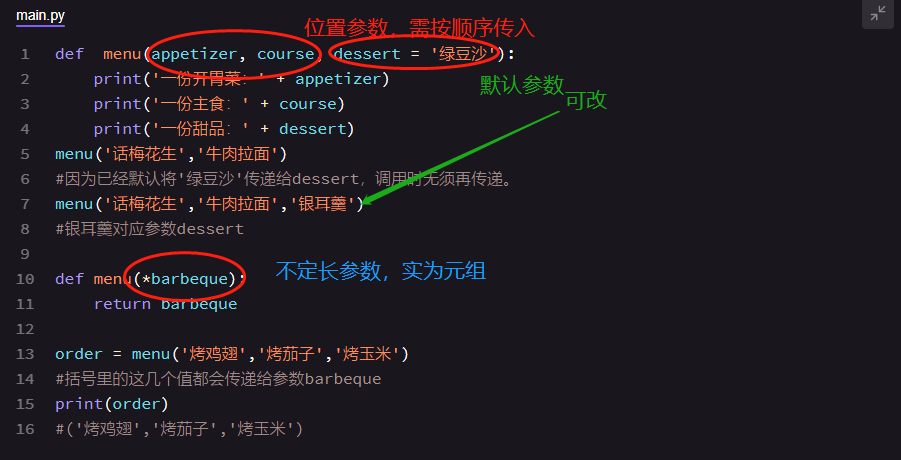 main.py
位置参数，需按顺序传入
1 def  menu(appetizer, course, dessert = '绿豆沙'):
2     print('一份开胃菜：' + appetizer)
默认参数
可改
3     print('一份主食：' + course)
4     print('一份甜品：' + dessert)
5 menu('话梅花生','牛肉拉面')
6 #因为已经默认将'绿豆沙'传递给dessert，调用时无须再传递。
7 menu('话梅花生','牛肉拉面','银耳羹')
8 #银耳羹对应参数dessert
9
10 def menu(*barbeque):
不定长参数，实为元组
11     return barbeque
12
13 order = menu('烤鸡翅','烤茄子','烤玉米')
14 #括号里的这几个值都会传递给参数barbeque
15 print(order)
16 #('烤鸡翅','烤茄子','烤玉米')